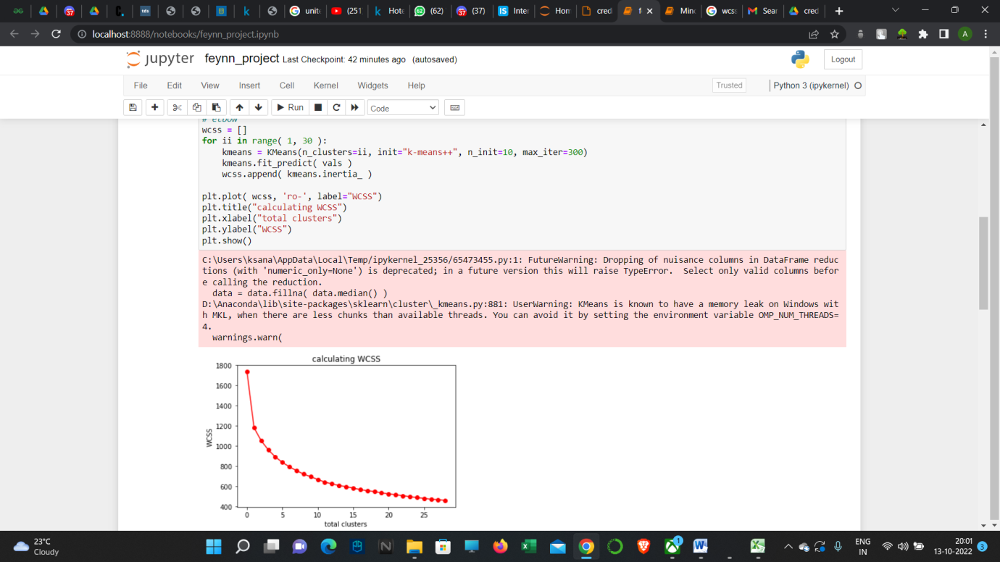 tds
37
k
unit
(251
k Hote
62 (62)
37 (37)
IS Inter
Hom
cred
f
Mind
wcss
Sear
cred
localhost:8888/notebooks/feynn_project.ipynb
A
jupyter feynn_project Last Checkpoint: 42 minutes ago (autosaved)
Logout
File Edit View Insert Cell Kernel Widgets Help
Trusted
Python 3 (ipykernel)
Run
Code
# elbow
wcss = []
for ii in range( 1, 30 ):
    kmeans = KMeans(n_clusters=ii, init="k-means++", n_init=10, max_iter=300)
    kmeans.fit_predict( vals )
    wcss.append( kmeans.inertia_ )
plt.plot( wcss, 'ro-', label="WCSS")
plt.title("calculating WCSS")
plt.xlabel("total clusters")
plt.ylabel("WCSS")
plt.show()
C:\Users\ksana\AppData\Local\Temp/ipykernel_25356/65473455.py:1: FutureWarning: Dropping of nuisance columns in DataFrame reduc
tions (with 'numeric_only=None') is deprecated; in a future version this will raise TypeError.  Select only valid columns befor
e calling the reduction.
  data = data.fillna( data.median() )
D:\Anaconda\lib\site-packages\sklearn\cluster\_kmeans.py:881: UserWarning: KMeans is known to have a memory leak on Windows wit
h MKL, when there are less chunks than available threads. You can avoid it by setting the environment variable OMP_NUM_THREADS=
4.
  warnings.warn(
calculating WCSS
1800
1600
1400
1200
1000
800
600
400
WCSS
0 5 10 15 20 25
total clusters
23°C
Cloudy
1
ENG
IN
20:01
13-10-2022
3